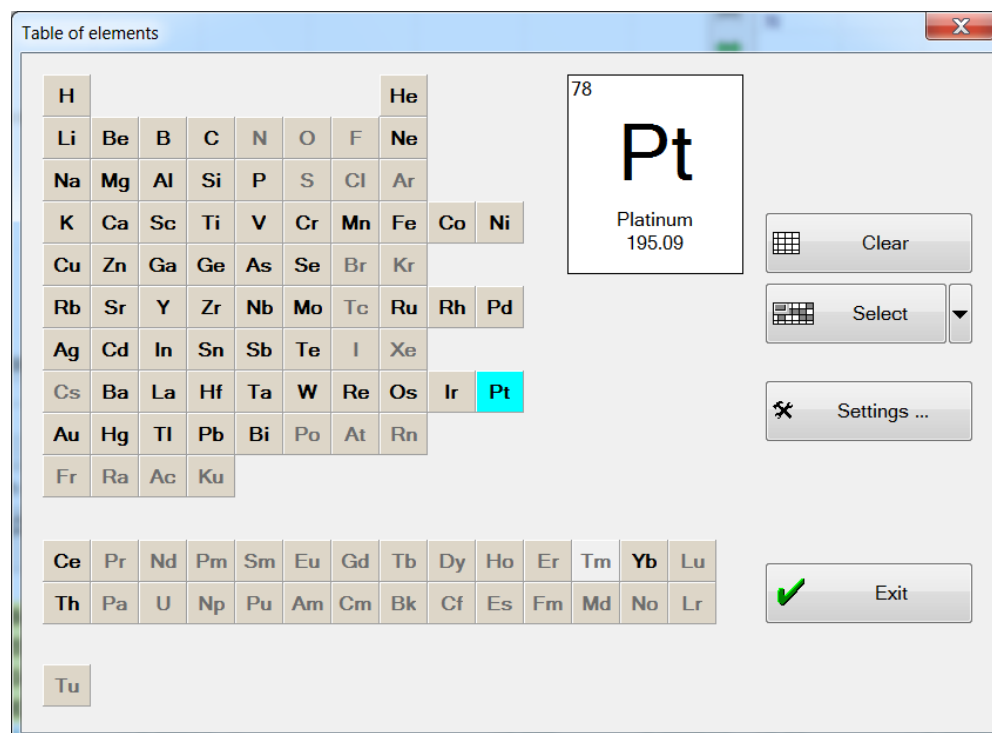 Table of elements
H He
Li Be B C N O F Ne
Na Mg Al Si P S Cl Ar
K Ca Sc Ti V Cr Mn Fe Co Ni
Cu Zn Ga Ge As Se Br Kr
Rb Sr Y Zr Nb Mo Tc Ru Rh Pd
Ag Cd In Sn Sb Te I Xe
Cs Ba La Hf Ta W Re Os Ir Pt
Au Hg Tl Pb Bi Po At Rn
Fr Ra Ac Ku
Ce Pr Nd Pm Sm Eu Gd Tb Dy Ho Er Tm Yb Lu
Th Pa U Np Pu Am Cm Bk Cf Es Fm Md No Lr
Tu
78
Pt
Platinum
195.09
Clear
Select
Settings ...
Exit